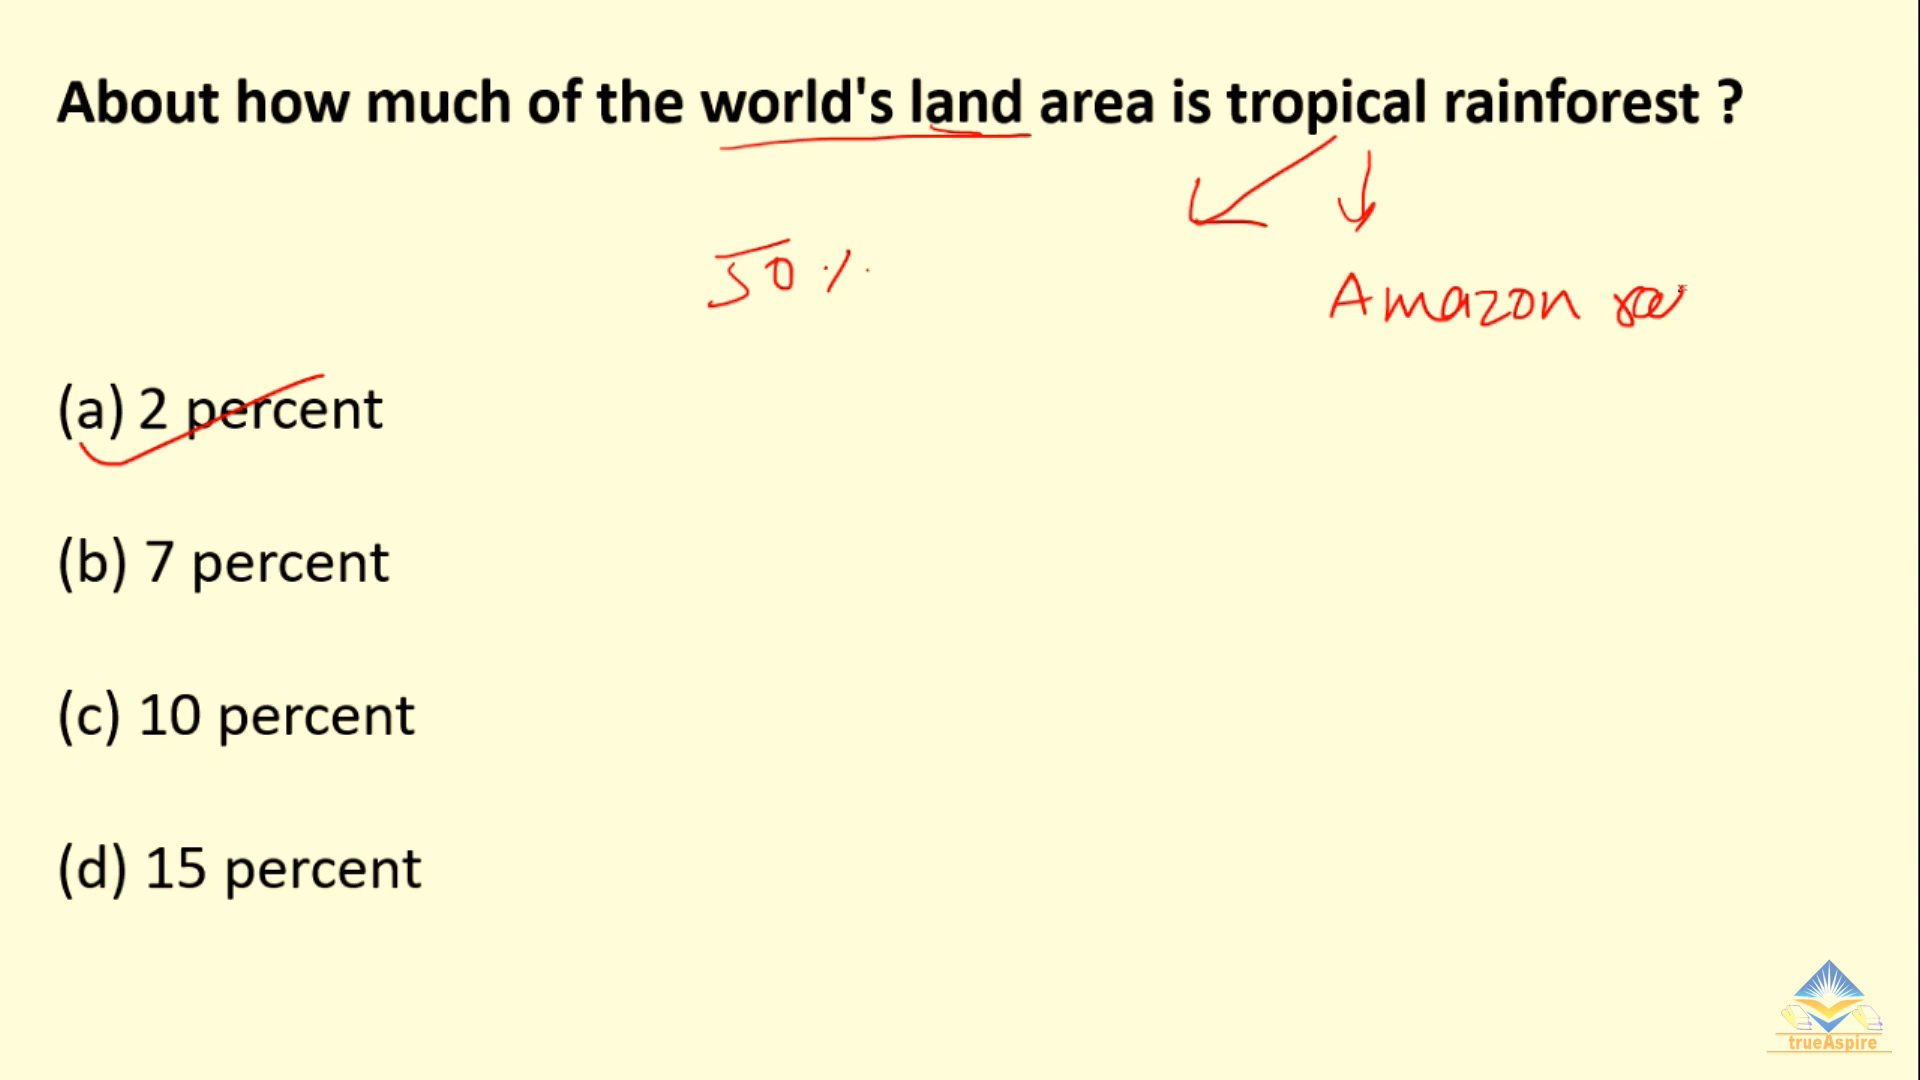 About how much of the world's land area is tropical rainforest ?
50%
Amazon
(a) 2 percent
(b) 7 percent
(c) 10 percent
(d) 15 percent
trueAspire